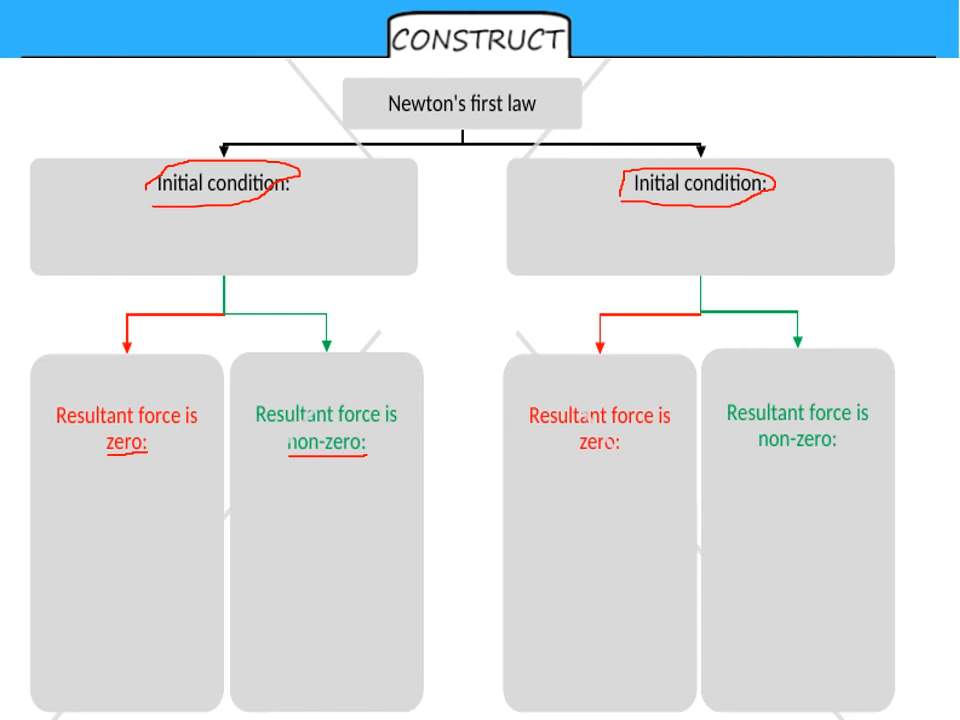 CONSTRUCT
Newton's first law
Initial condition:
Initial condition:
Resultant force is
zero:
Resultant force is
non-zero:
Resultant force is
zero:
Resultant force is
non-zero: